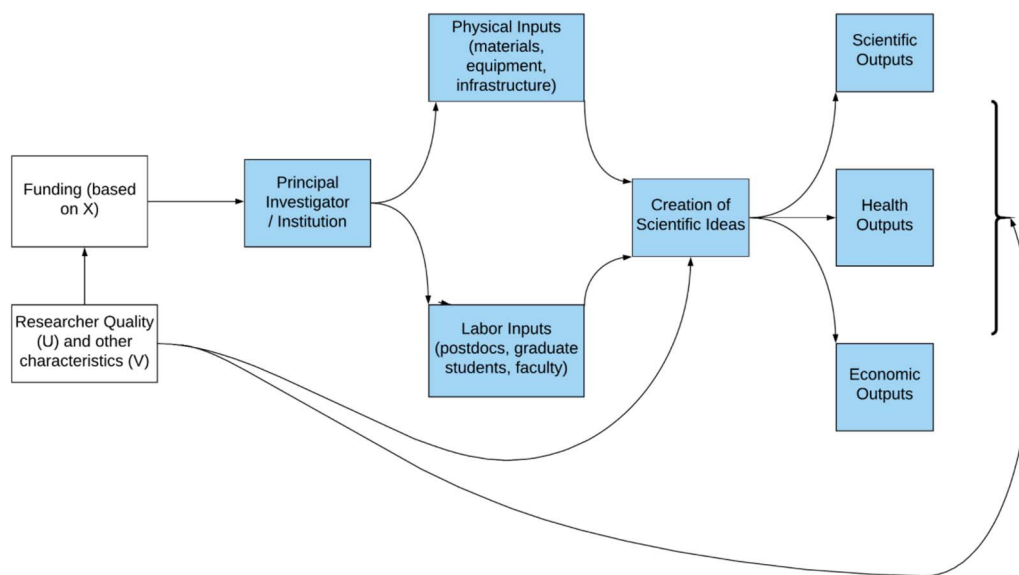 Funding (based
on X)
Researcher Quality
(U) and other
characteristics (V)
Principal
Investigator
/ Institution
Physical Inputs
(materials,
equipment,
infrastructure)
Labor Inputs
(postdocs, graduate
students, faculty)
Creation of
Scientific Ideas
Scientific
Outputs
Health
Outputs
Economic
Outputs